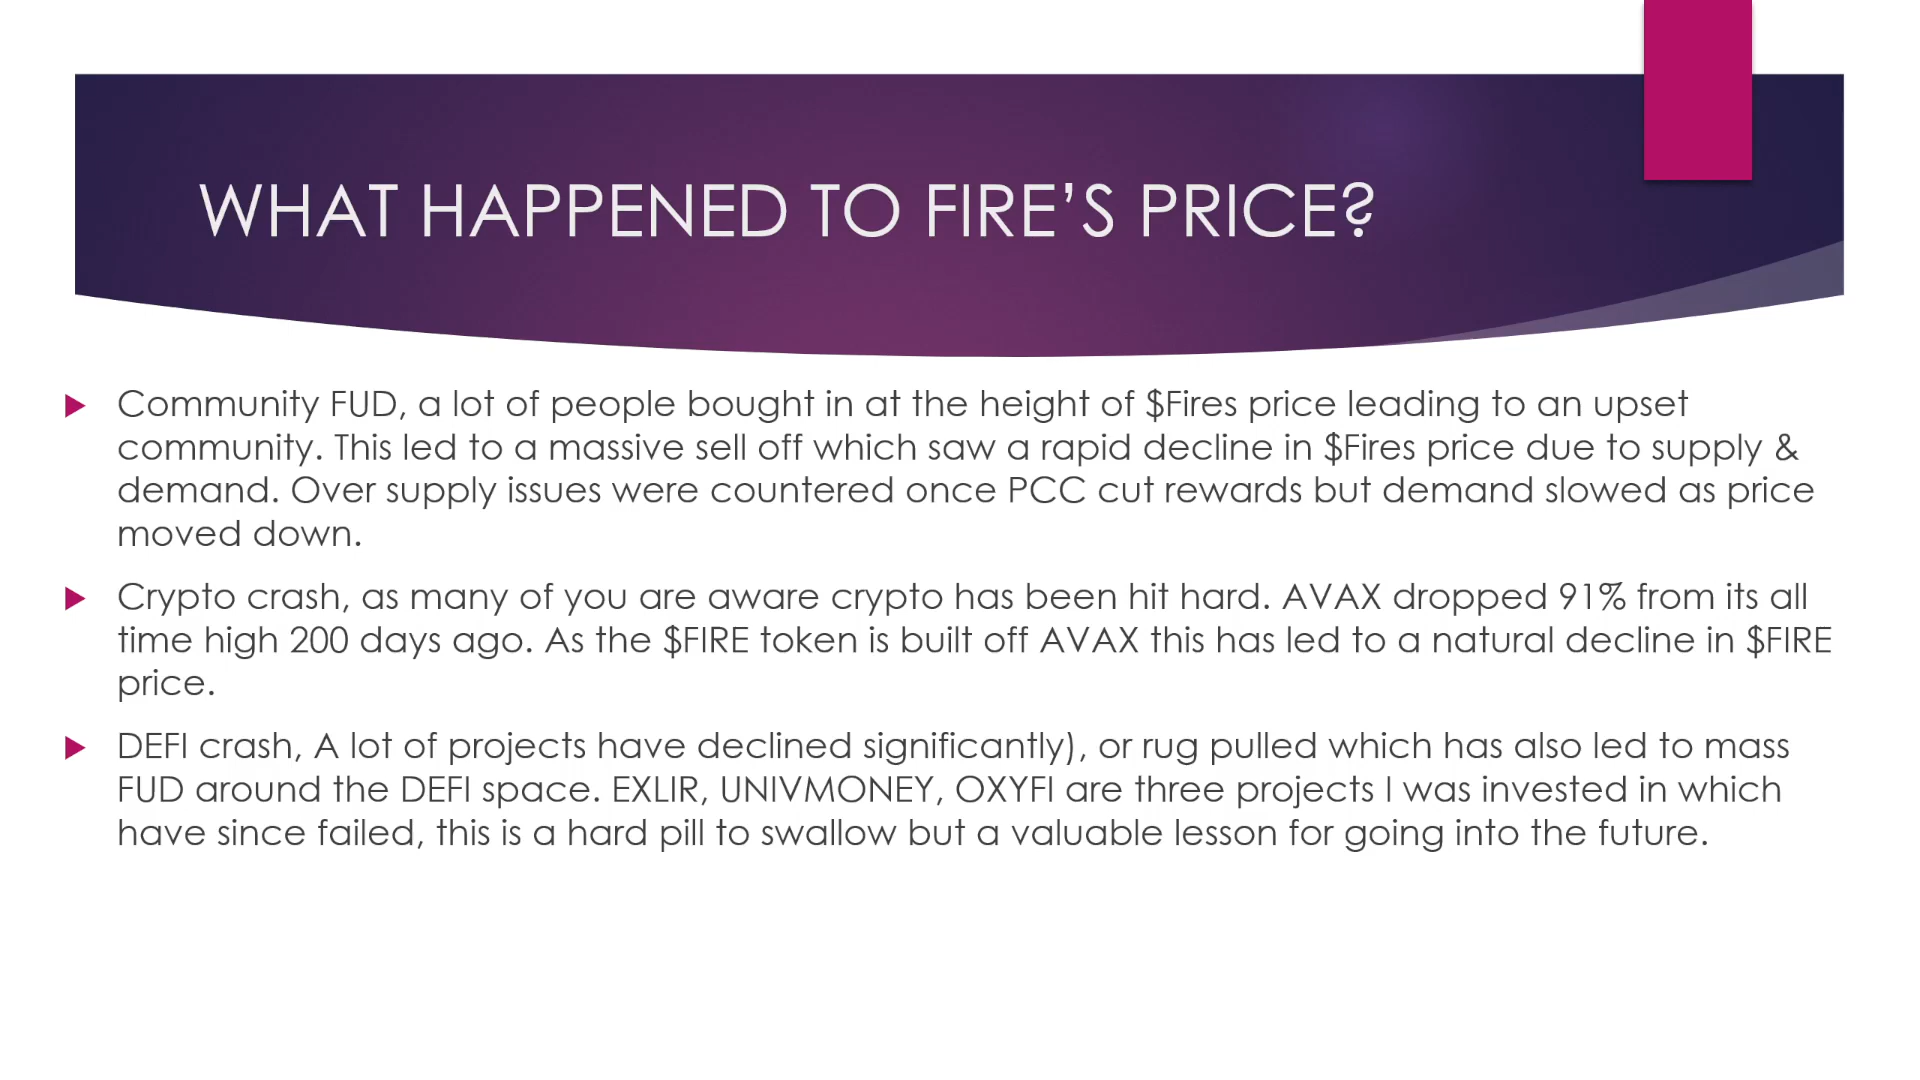 WHAT HAPPENED TO FIRE’S PRICE?
Community FUD, a lot of people bought in at the height of $Fires price leading to an upset
community. This led to a massive sell off which saw a rapid decline in $Fires price due to supply &
demand. Over supply issues were countered once PCC cut rewards but demand slowed as price
moved down.
Crypto crash, as many of you are aware crypto has been hit hard. AVAX dropped 91% from its all
time high 200 days ago. As the $FIRE token is built off AVAX this has led to a natural decline in $FIRE
price.
DEFI crash, A lot of projects have declined significantly), or rug pulled which has also led to mass
FUD around the DEFI space. EXLIR, UNIVMONEY, OXYFI are three projects I was invested in which
have since failed, this is a hard pill to swallow but a valuable lesson for going into the future.